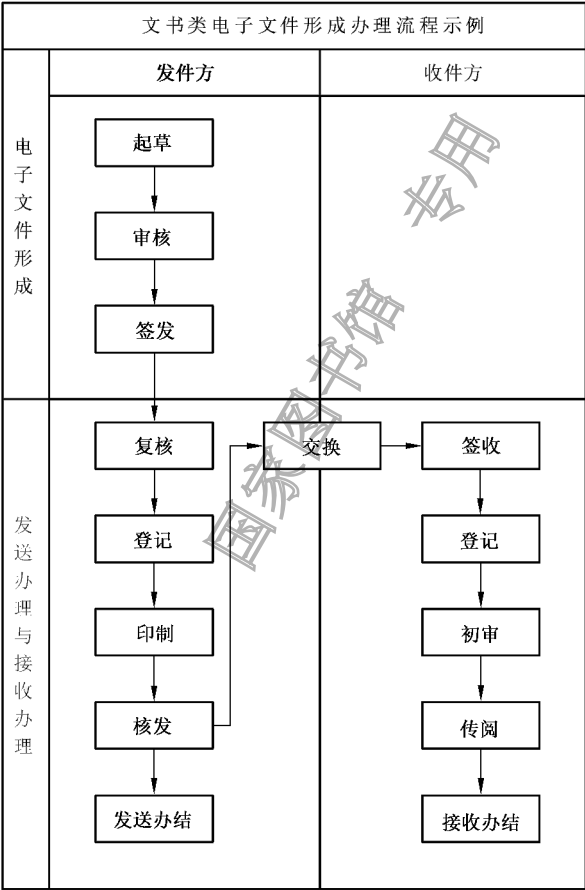 文书类电子文件形成办理流程示例
发件方
收件方
电子文件形成
起草
审核
签发
发送办理与接收办理
复核
交换
签收
登记
登记
印制
初审
核发
传阅
发送办结
接收办结
国家图书馆 专用